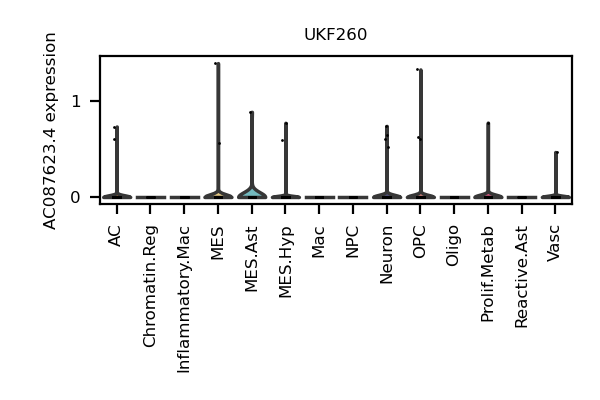 UKF260
AC087623.4 expression
1
0
AC
Chromatin.Reg
Inflammatory.Mac
MES
MES.Ast
MES.Hyp
Mac
NPC
Neuron
OPC
Oligo
Prolif.Metab
Reactive.Ast
Vasc